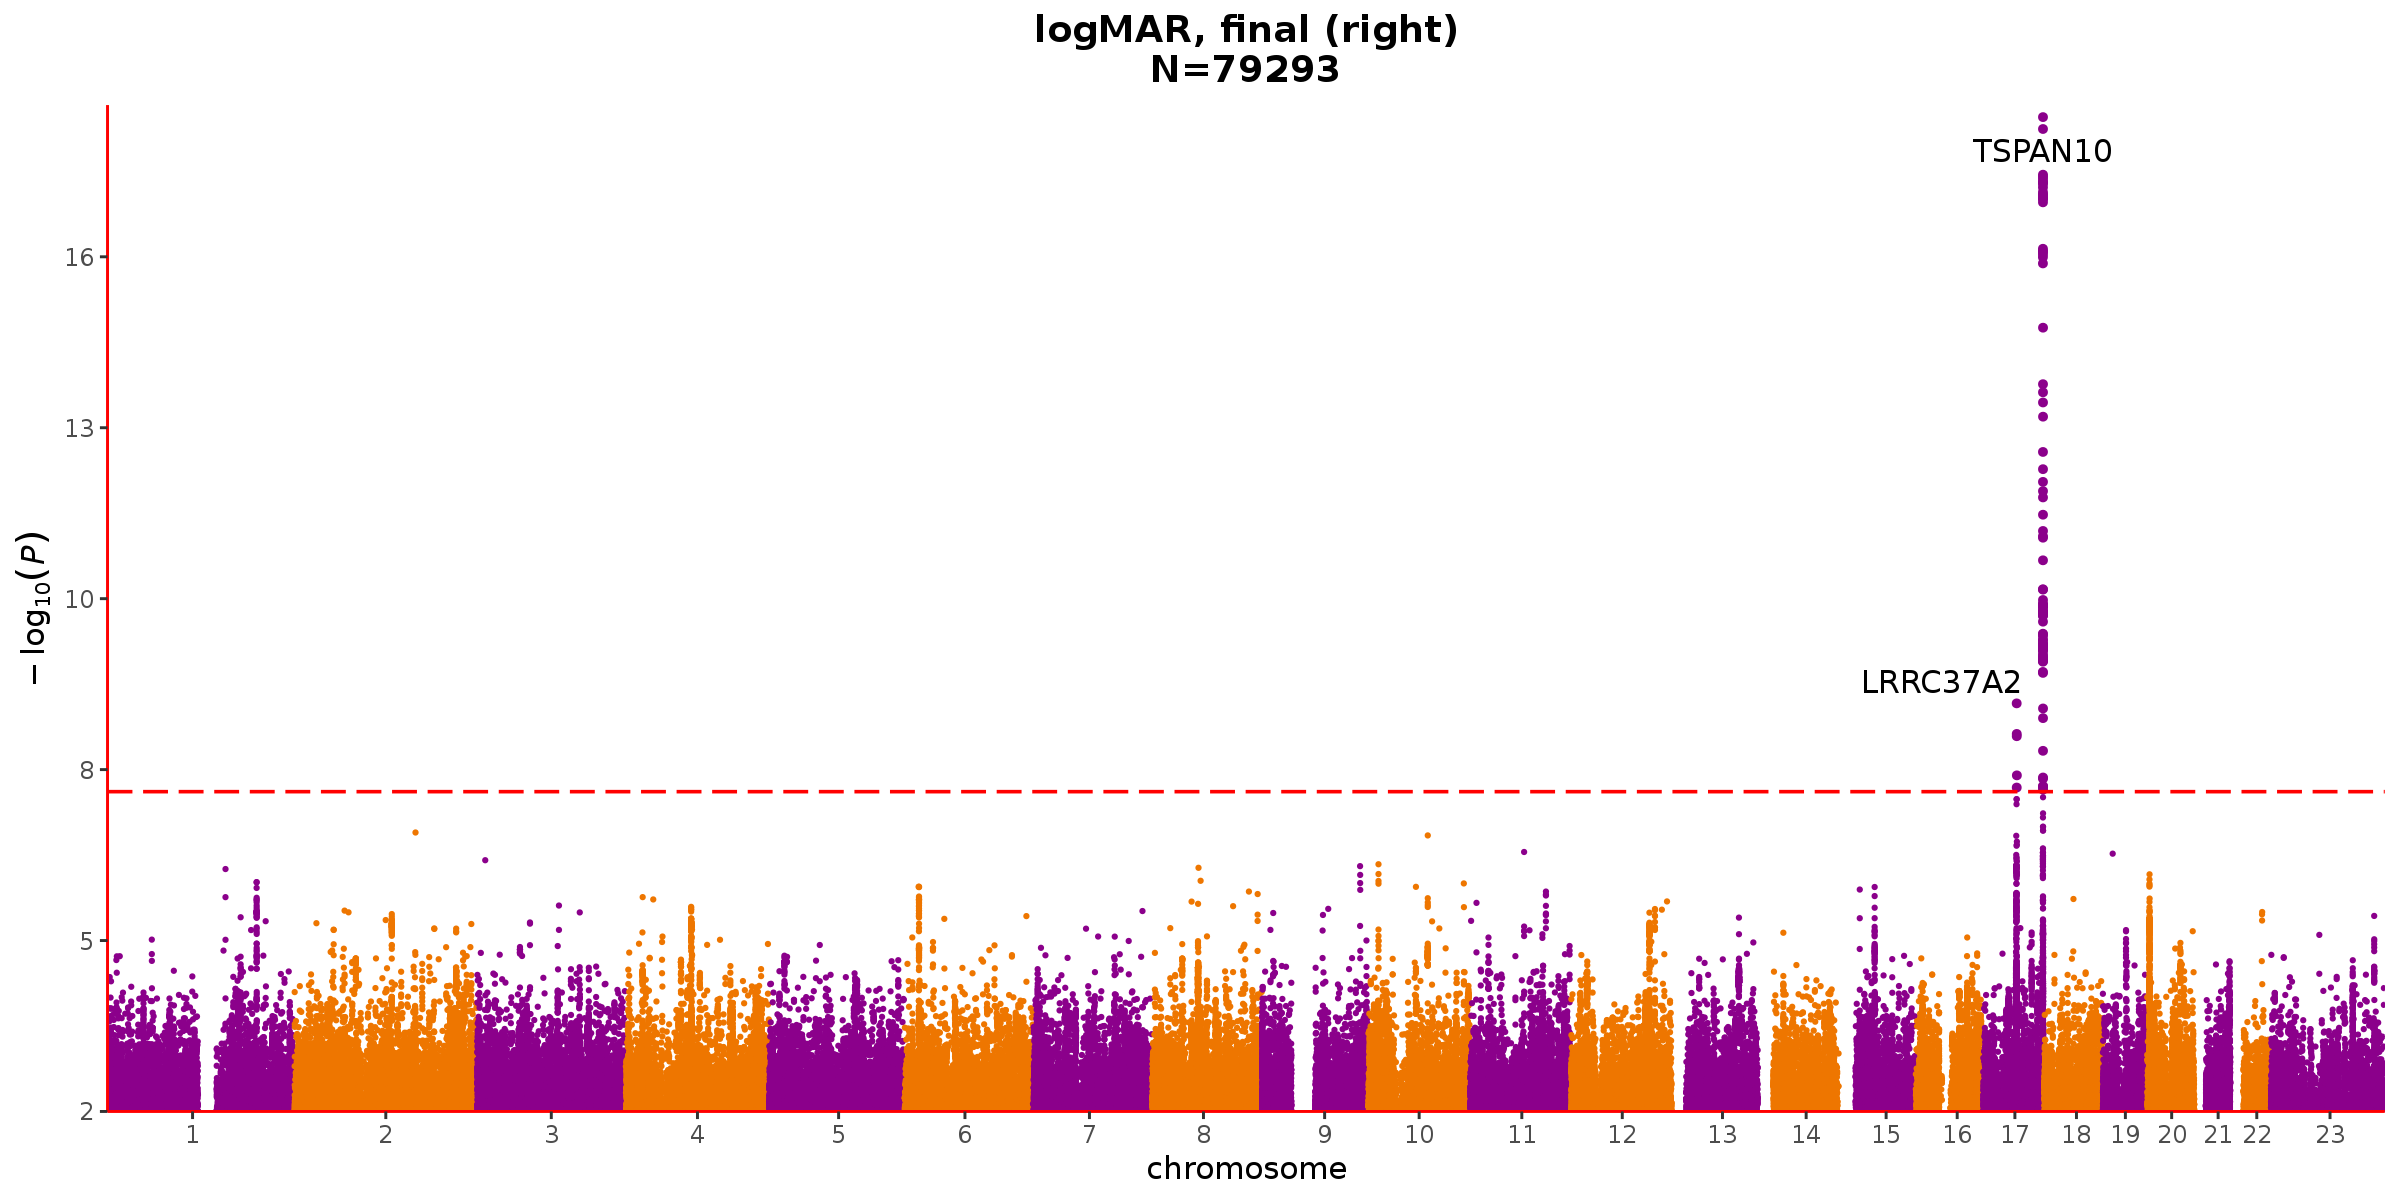 logMAR, final (right)
N=79293
TSPAN10
16
13
10
LRRC37A2
8
5
2
−log10(P)
1 2 3 4 5 6 7 8 9 10 11 12 13 14 15 16 17 18 19 20 21 22 23
chromosome